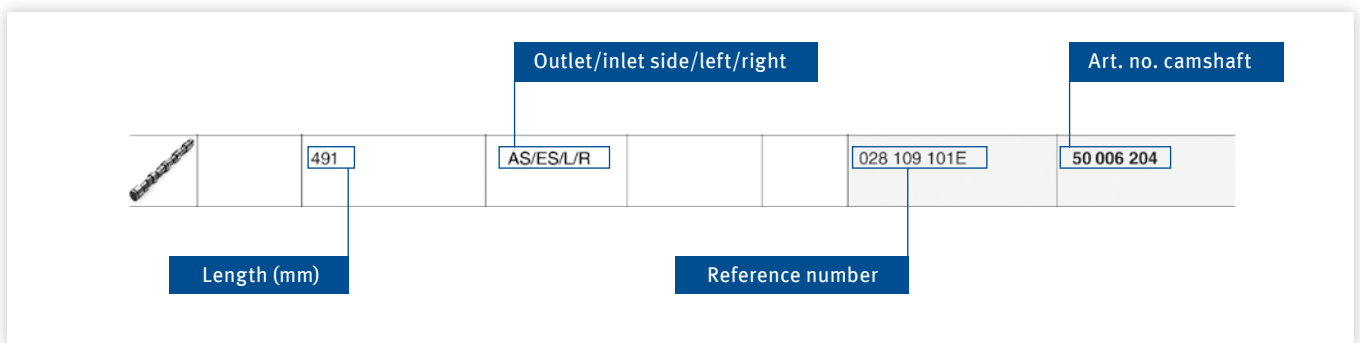 Outlet/inlet side/left/right
Art. no. camshaft
491
AS/ES/L/R
028 109 101E
50 006 204
Length (mm)
Reference number